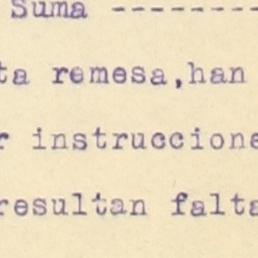 Suma ---------
ta remesa,han
r instruccione
resultan falta